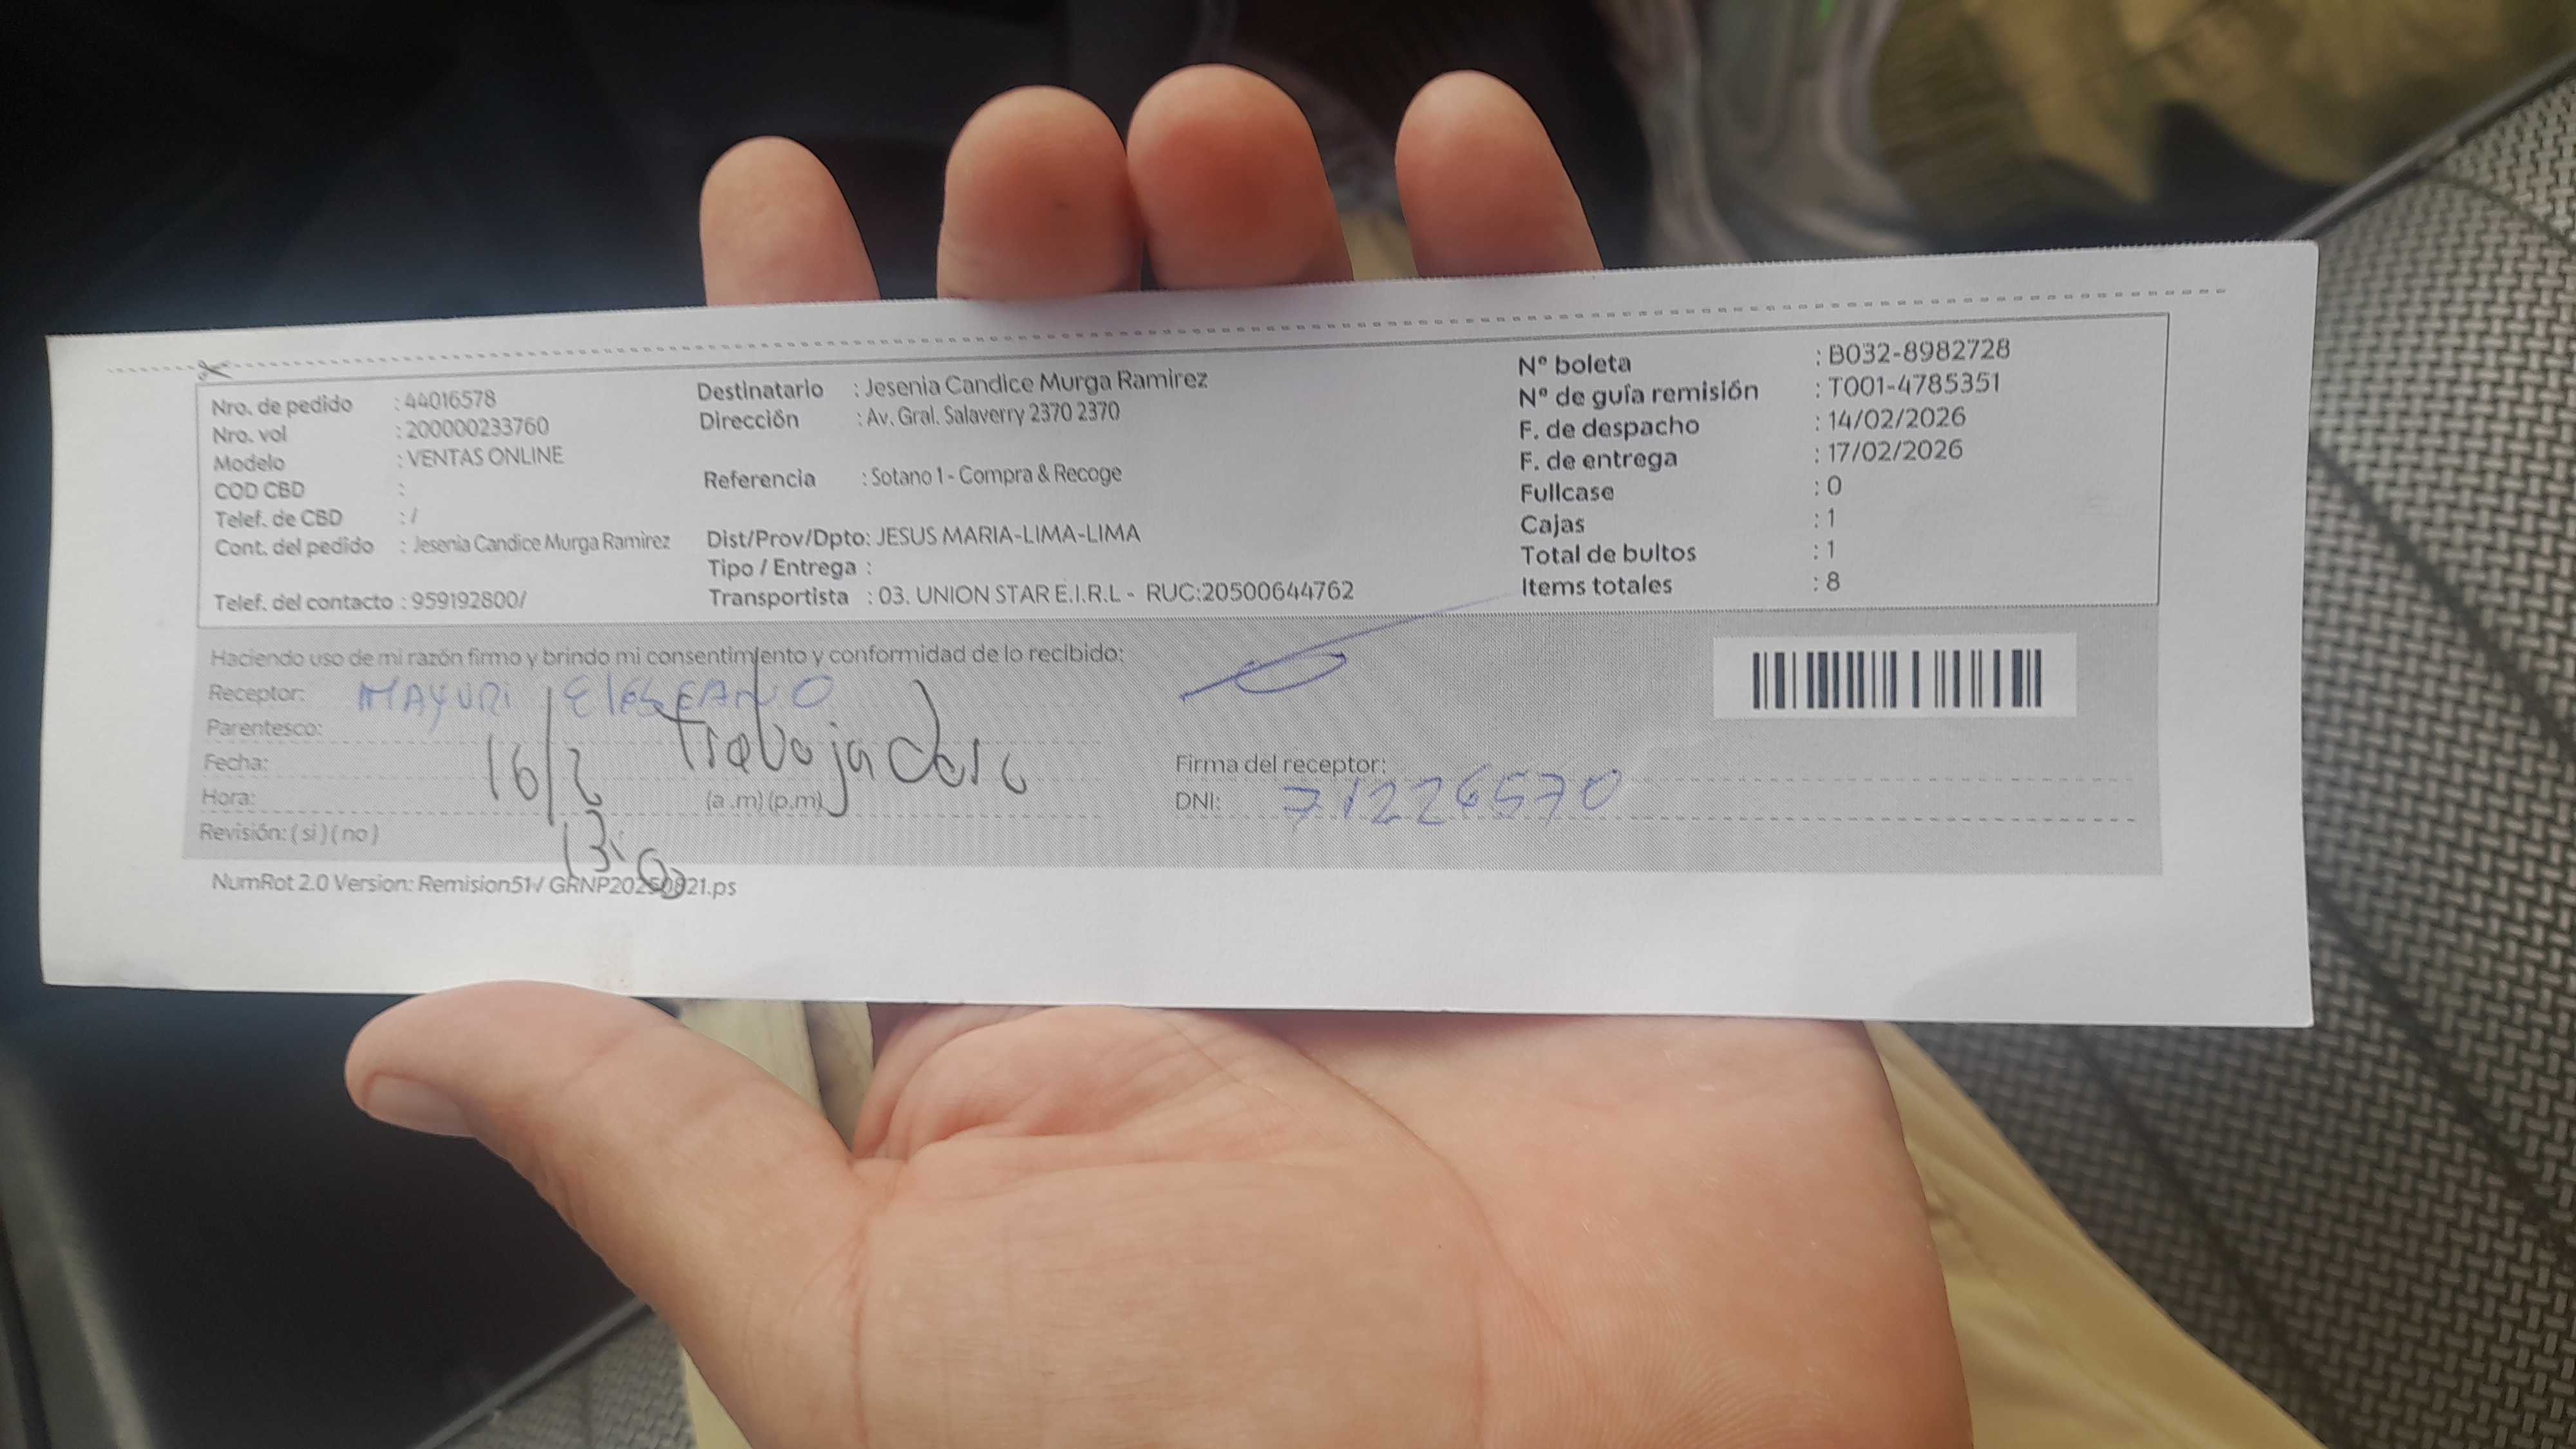 Nro. de pedido : 44016578
Nro. vol : 200000233760
Modelo : VENTAS ONLINE
COD CBD :
Telef. de CBD : /
Cont. del pedido : Jesenia Candice Murga Ramirez
Telef. del contacto : 959192800/
Destinatario : Jesenia Candice Murga Ramirez
Dirección : Av. Gral. Salaverry 2370 2370
Referencia : Sotano 1 - Compra & Recoge
Dist/Prov/Dpto: JESUS MARIA-LIMA-LIMA
Tipo / Entrega :
Transportista : 03. UNION STAR E.I.R.L - RUC:20500644762
Nº boleta : B032-8982728
Nº de guía remisión : T001-4785351
F. de despacho : 14/02/2026
F. de entrega : 17/02/2026
Fullcase : 0
Cajas : 1
Total de bultos : 1
Items totales : 8
Haciendo uso de mi razón firmo y brindo mi consentimiento y conformidad de lo recibido:
Receptor: MAYURI
Parentesco: trabajadora
Fecha: 16/2
Hora: (a .m) (p.m)
13:00
Revisión: ( si ) ( no )
Firma del receptor:
DNI: 71226570
NumRot 2.0 Version: Remision51 / GRNP20250821.ps